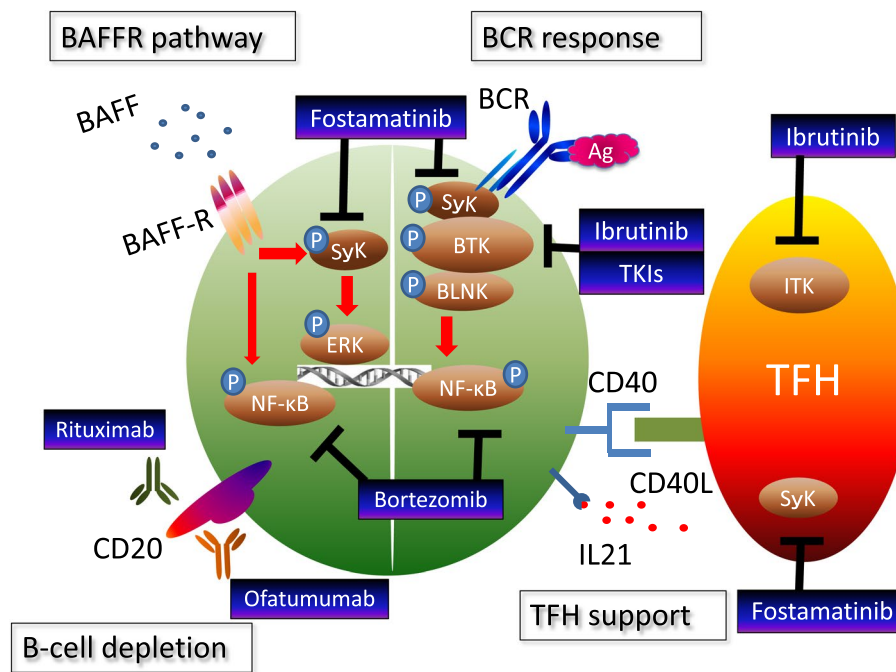 BAFFR pathway
BCR response
BAFF
Fostamatinib
BCR
Ag
Ibrutinib
BAFF-R
P
SyK
P
SyK
P
BTK
Ibrutinib
TKIs
P
BLNK
ITK
P
ERK
P
NF-κB
NF-κB
P
CD40
TFH
Rituximab
Bortezomib
CD40L
SyK
CD20
IL21
Ofatumumab
TFH support
Fostamatinib
B-cell depletion